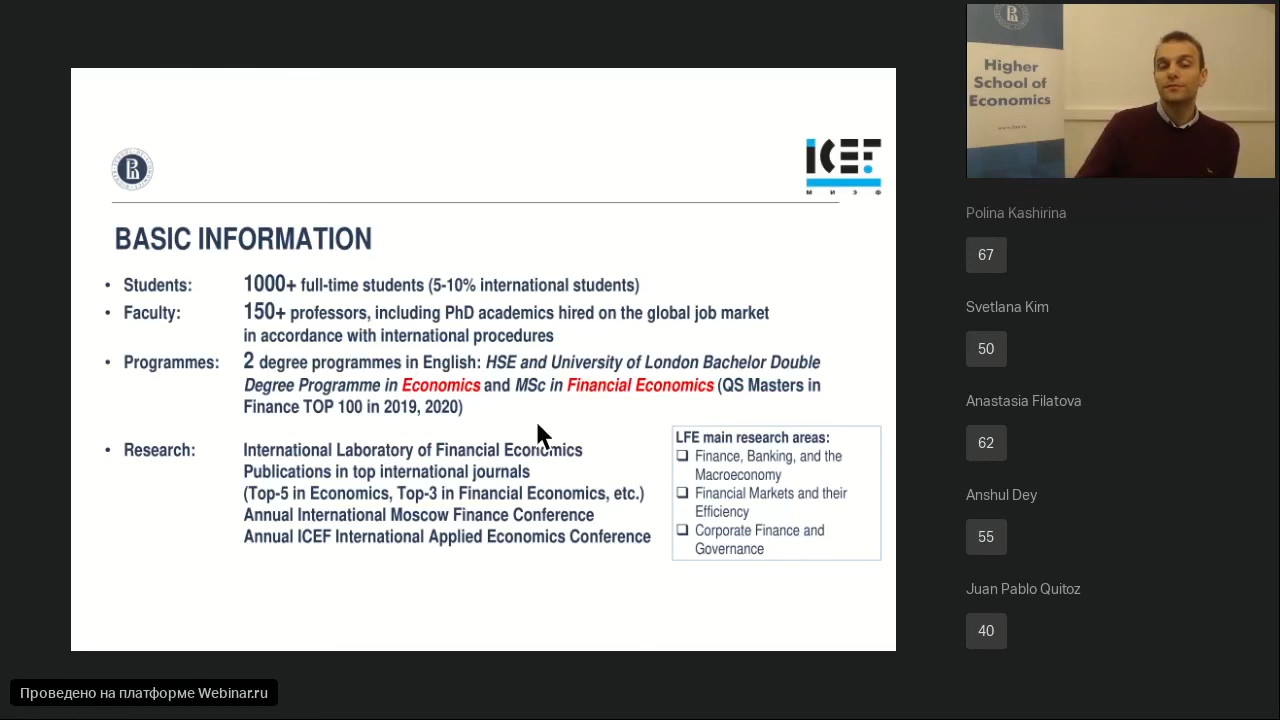 ICEF
МИЭФ
BASIC INFORMATION
• Students: 1000+ full-time students (5-10% international students)
• Faculty: 150+ professors, including PhD academics hired on the global job market
in accordance with international procedures
• Programmes: 2 degree programmes in English: HSE and University of London Bachelor Double
Degree Programme in Economics and MSc in Financial Economics (QS Masters in
Finance TOP 100 in 2019, 2020)
• Research: International Laboratory of Financial Economics
Publications in top international journals
(Top-5 in Economics, Top-3 in Financial Economics, etc.)
Annual International Moscow Finance Conference
Annual ICEF International Applied Economics Conference
LFE main research areas:
Finance, Banking, and the
Macroeconomy
Financial Markets and their
Efficiency
Corporate Finance and
Governance
Higher
School of
Economics
Polina Kashirina
67
Svetlana Kim
50
Anastasia Filatova
62
Anshul Dey
55
Juan Pablo Quitoz
40
Проведено на платформе Webinar.ru